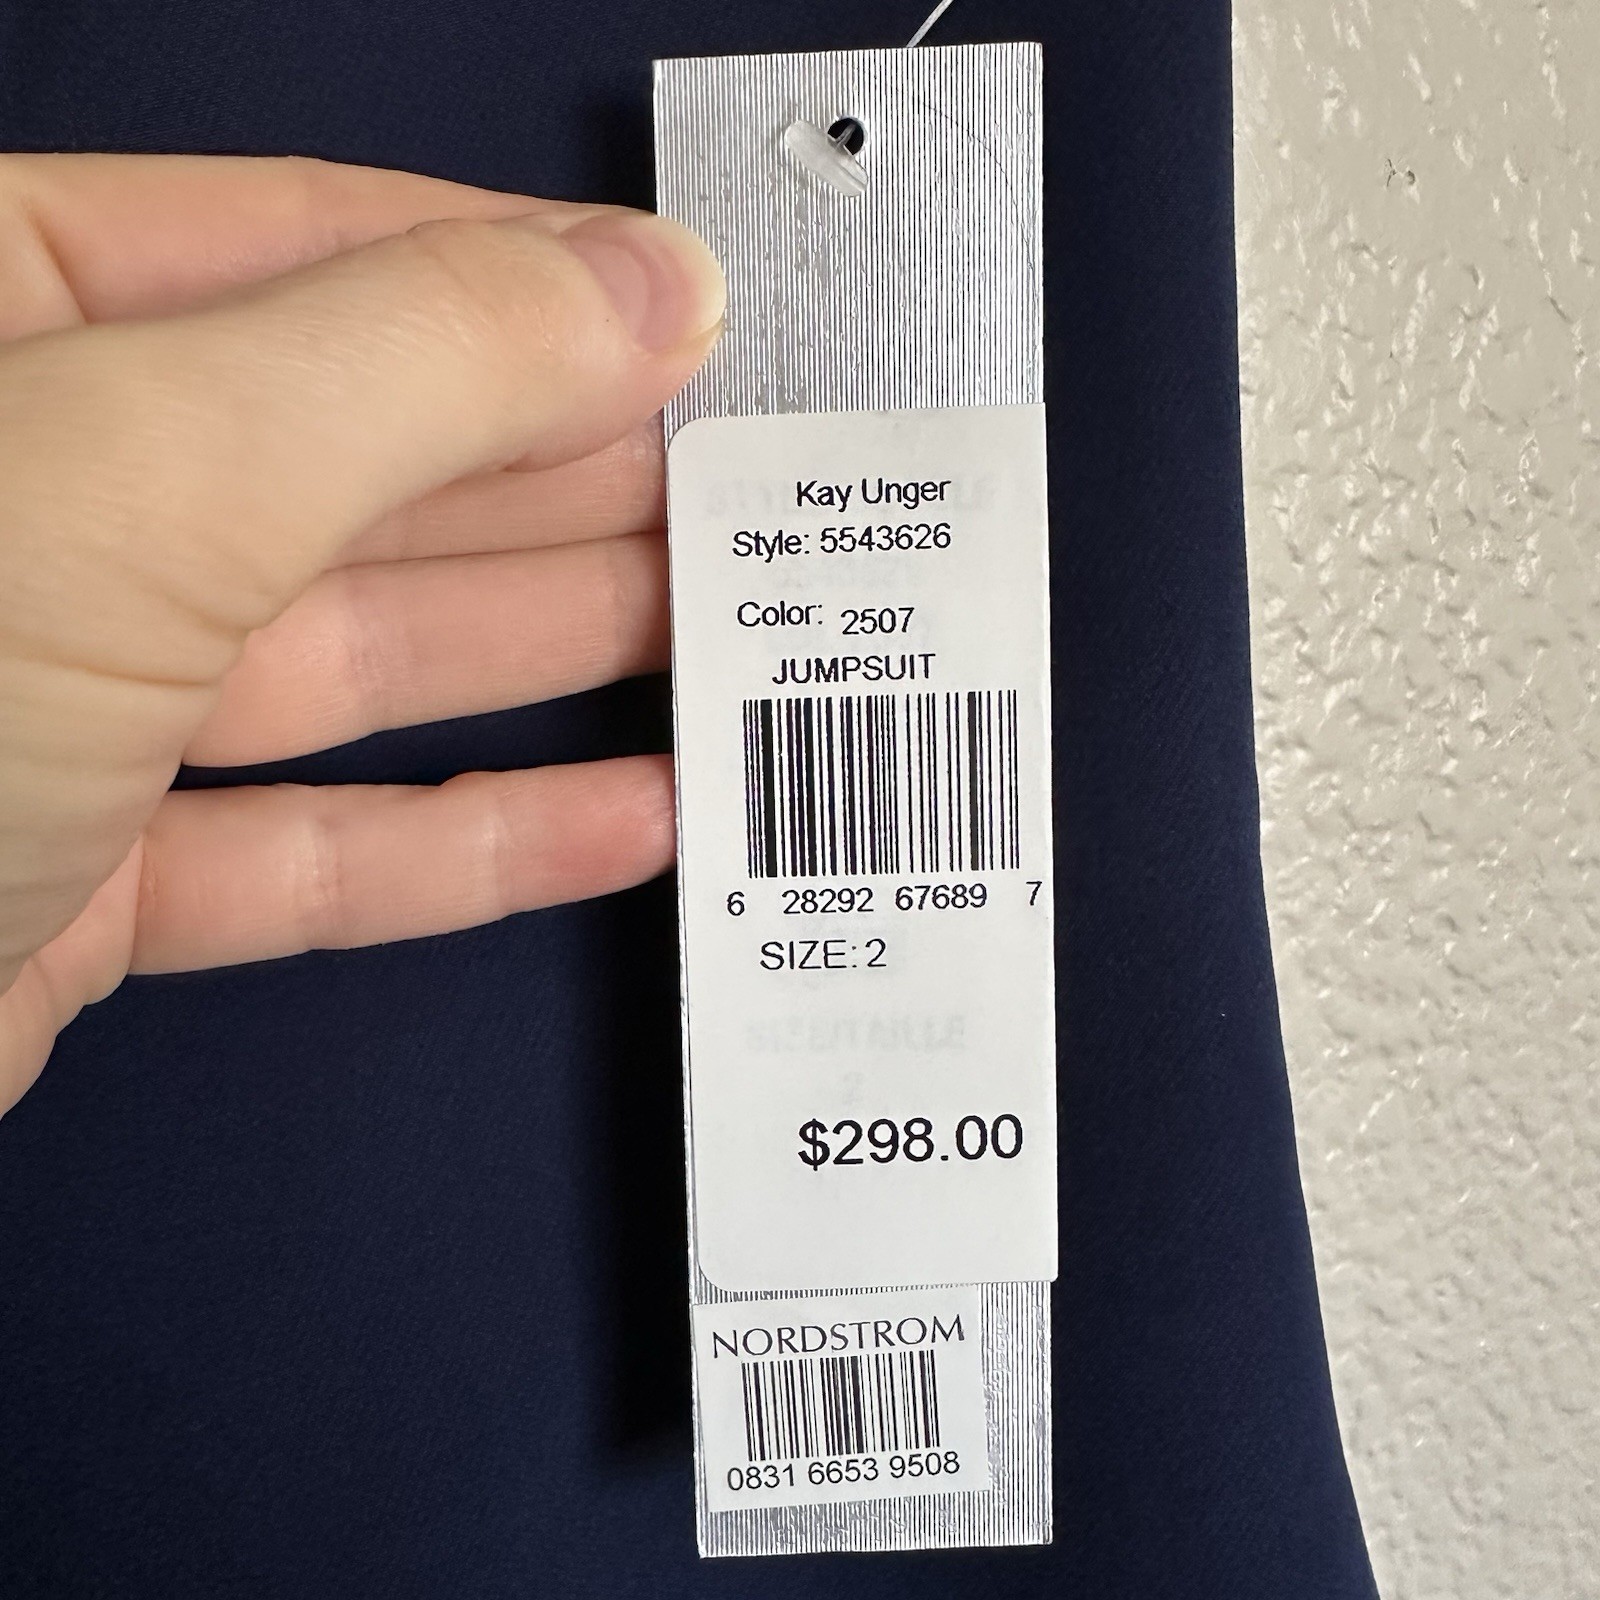 Kay Unger
Style: 5543626
Color: 2507
JUMPSUIT
6 28292 67689 7
SIZE: 2
$298.00
NORDSTROM
0831 6653 9508